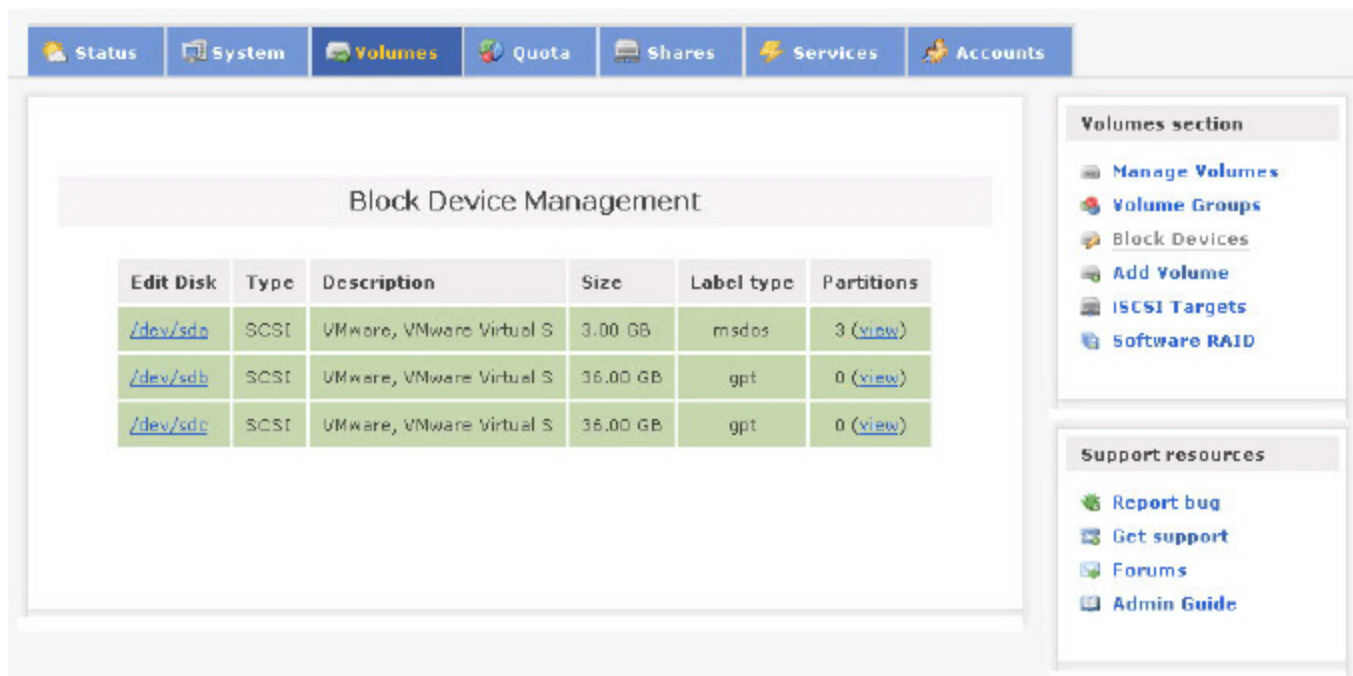 Status System Volumes Quota Shares Services Accounts
Block Device Management
Edit Disk Type Description Size Label type Partitions
/dev/sda SCSI VMware, VMware Virtual S 3.00 GB msdos 3 (view)
/dev/sdb SCSI VMware, VMware Virtual S 36.00 GB gpt 0 (view)
/dev/sdc SCSI VMware, VMware Virtual S 36.00 GB gpt 0 (view)
Volumes section
Manage Volumes
Volume Groups
Block Devices
Add Volume
iSCSI Targets
Software RAID
Support resources
Report bug
Get support
Forums
Admin Guide